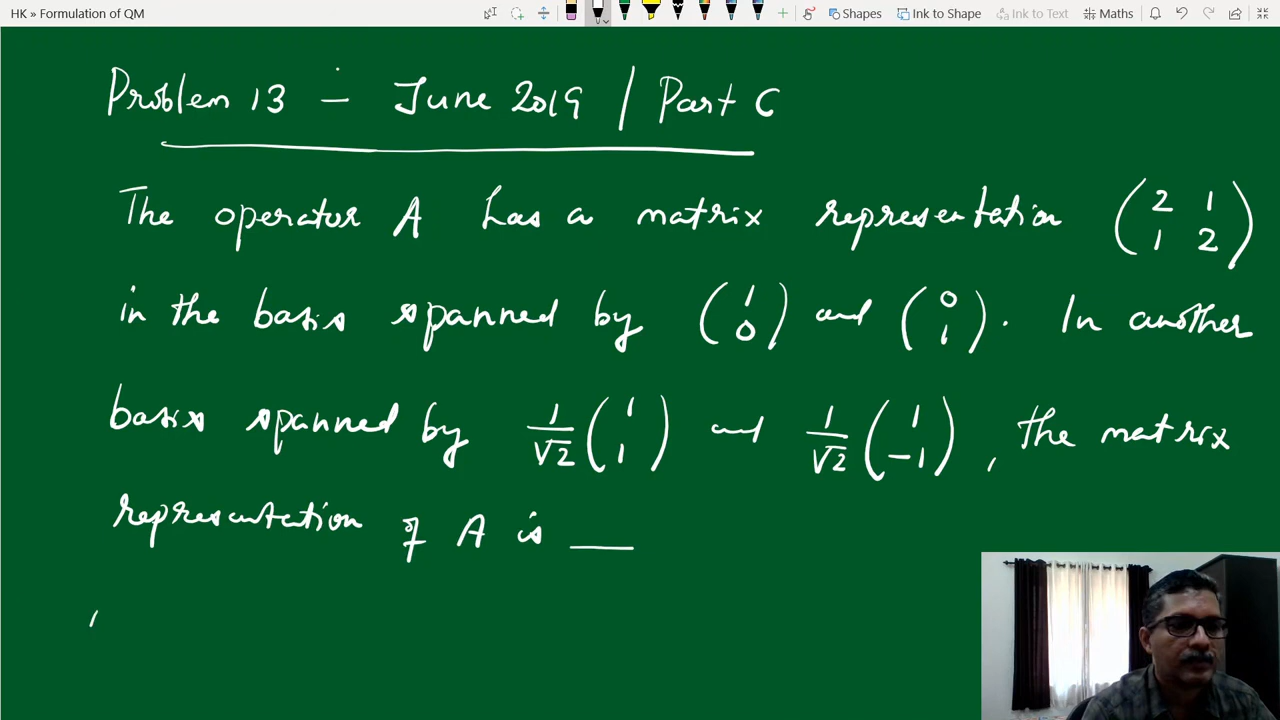 HK » Formulation of QM
Shapes Ink to Shape Ink to Text Maths
Problem 13 – June 2019 / Part C
The operator A has a matrix representation (2 1; 1 2)
in the basis spanned by (1; 0) and (0; 1). In another
basis spanned by 1/√2 (1; 1) and 1/√2 (1; -1), the matrix
representation of A is ___